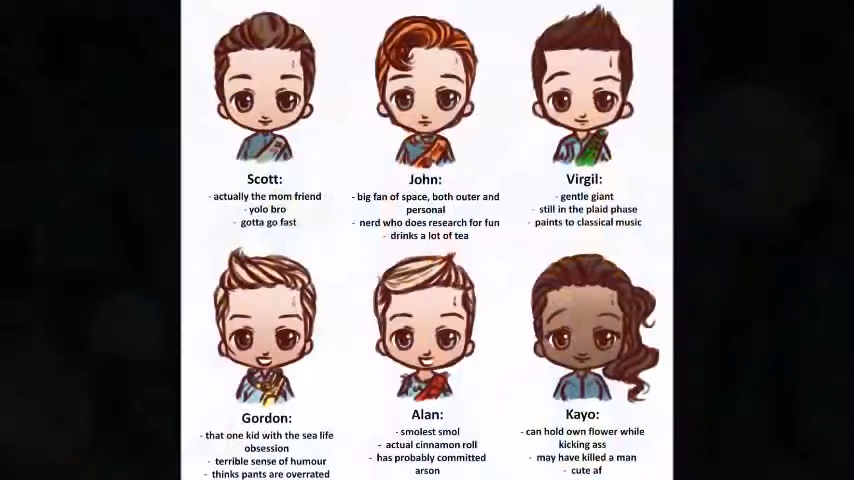 Scott:
- actually the mom friend
- yolo bro
- gotta go fast
John:
- big fan of space, both outer and
personal
- nerd who does research for fun
- drinks a lot of tea
Virgil:
- gentle giant
- still in the plaid phase
- paints to classical music
Gordon:
- that one kid with the sea life
obsession
- terrible sense of humour
- thinks pants are overrated
Alan:
- smolest smol
- actual cinnamon roll
- has probably committed
arson
Kayo:
- can hold own flower while
kicking ass
- may have killed a man
- cute af